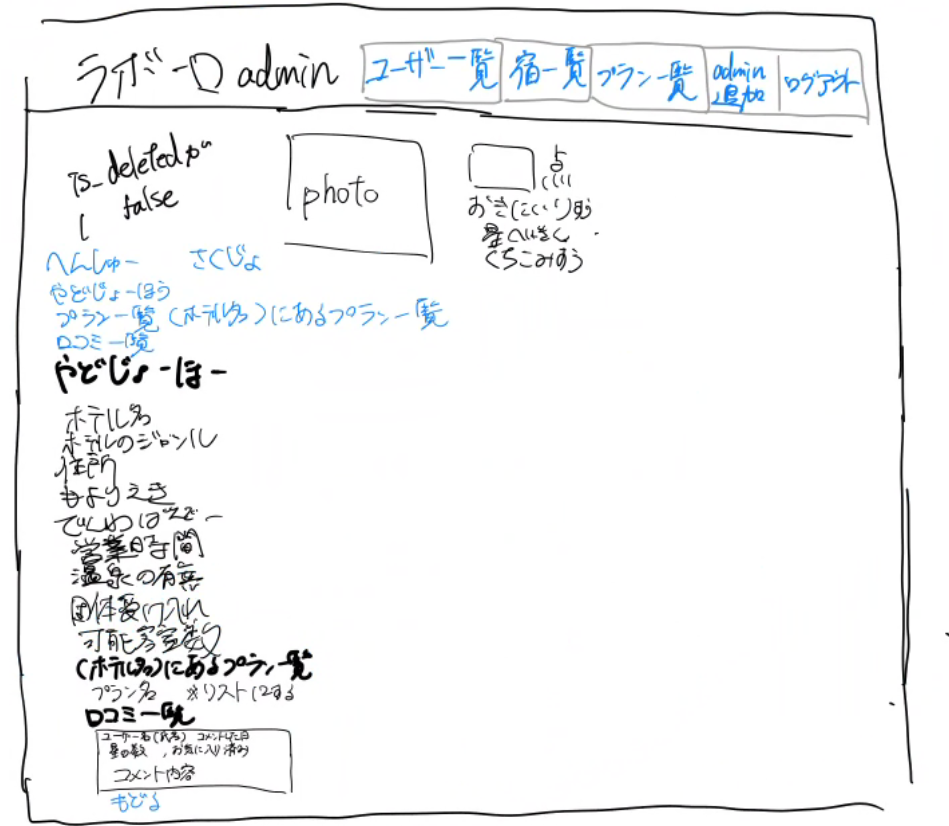 ラボーロ admin ユーザー一覧 宿一覧 プラン一覧 admin追加 ログアウト
is_deletedが
false
photo
点
おきにいり数
星へいきん
くちこみすう
へんしゅー さくじょ
やどじょーほう
プラン一覧 (ホテル名)にあるプラン一覧
口コミ一覧
やどじょーほー
ホテル名
ホテルのジャンル
住所
もよりえき
でんわばんごー
営業時間
温泉の有無
団体受け入れ
可能客室数
(ホテル名)にあるプラン一覧
プラン名 ※リストにする
口コミ一覧
ユーザー名(氏名) コメントした日
星の数 , お気に入り済み
コメント内容
もどる